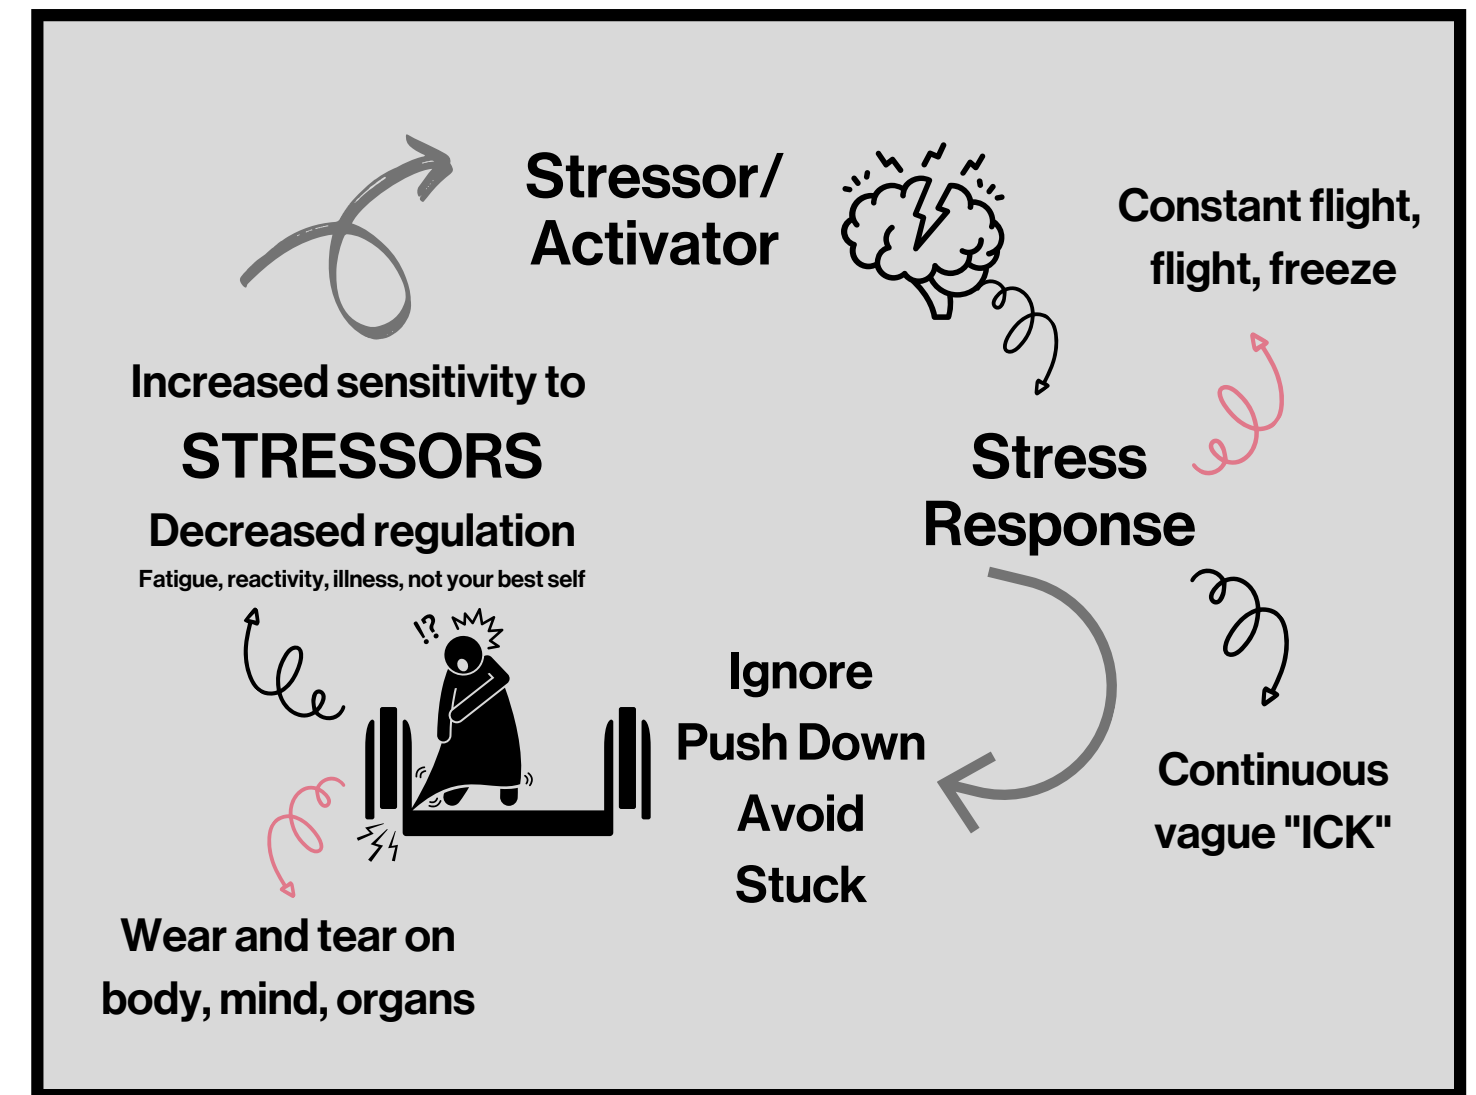 Stressor/
Activator
Constant flight,
flight, freeze
Increased sensitivity to
STRESSORS
Decreased regulation
Fatigue, reactivity, illness, not your best self
Stress
Response
!?
Ignore
Push Down
Avoid
Stuck
Continuous
vague "ICK"
Wear and tear on
body, mind, organs